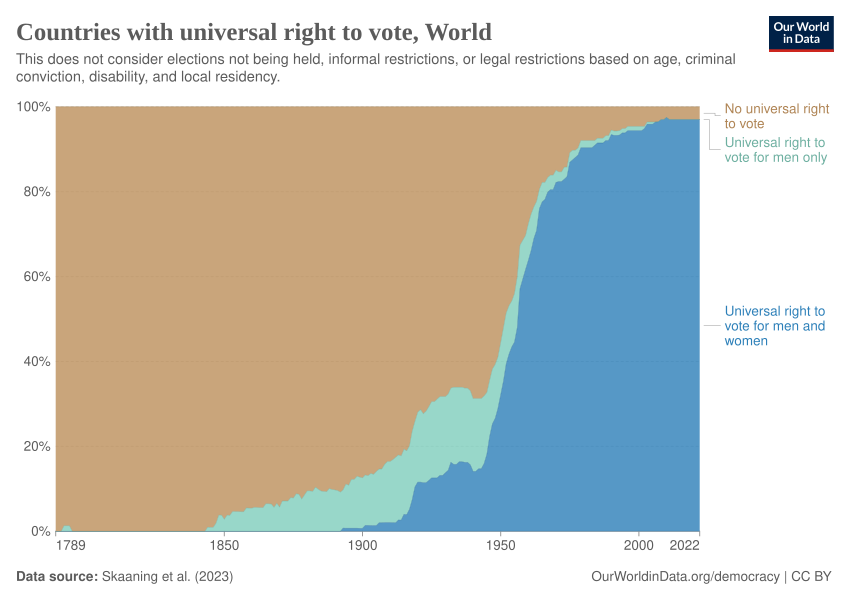 Countries with universal right to vote, World
Our World
in Data
This does not consider elections not being held, informal restrictions, or legal restrictions based on age, criminal
conviction, disability, and local residency.
100%
80%
60%
40%
20%
0%
No universal right
to vote
Universal right to
vote for men only
Universal right to
vote for men and
women
1789
1850
1900
1950
2000
2022
Data source: Skaaning et al. (2023)
OurWorldinData.org/democracy | CC BY